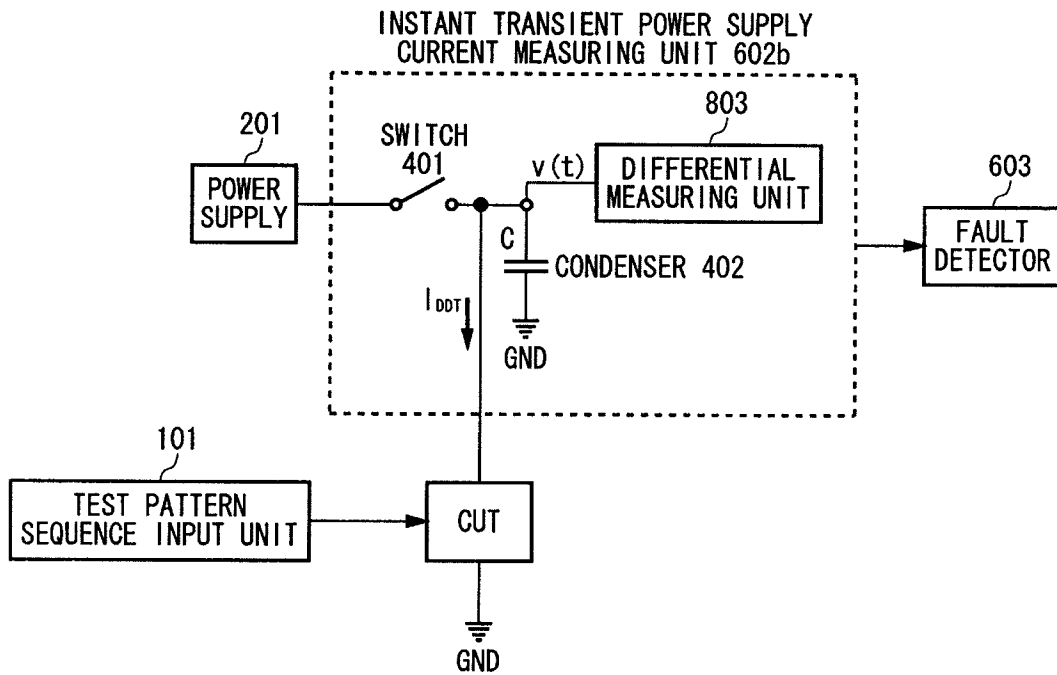 INSTANT TRANSIENT POWER SUPPLY
CURRENT MEASURING UNIT 602b
803
201
SWITCH
401
v(t)
DIFFERENTIAL
MEASURING UNIT
603
POWER
SUPPLY
C
CONDENSER 402
FAULT
DETECTOR
IDDT
GND
101
TEST PATTERN
SEQUENCE INPUT UNIT
CUT
GND